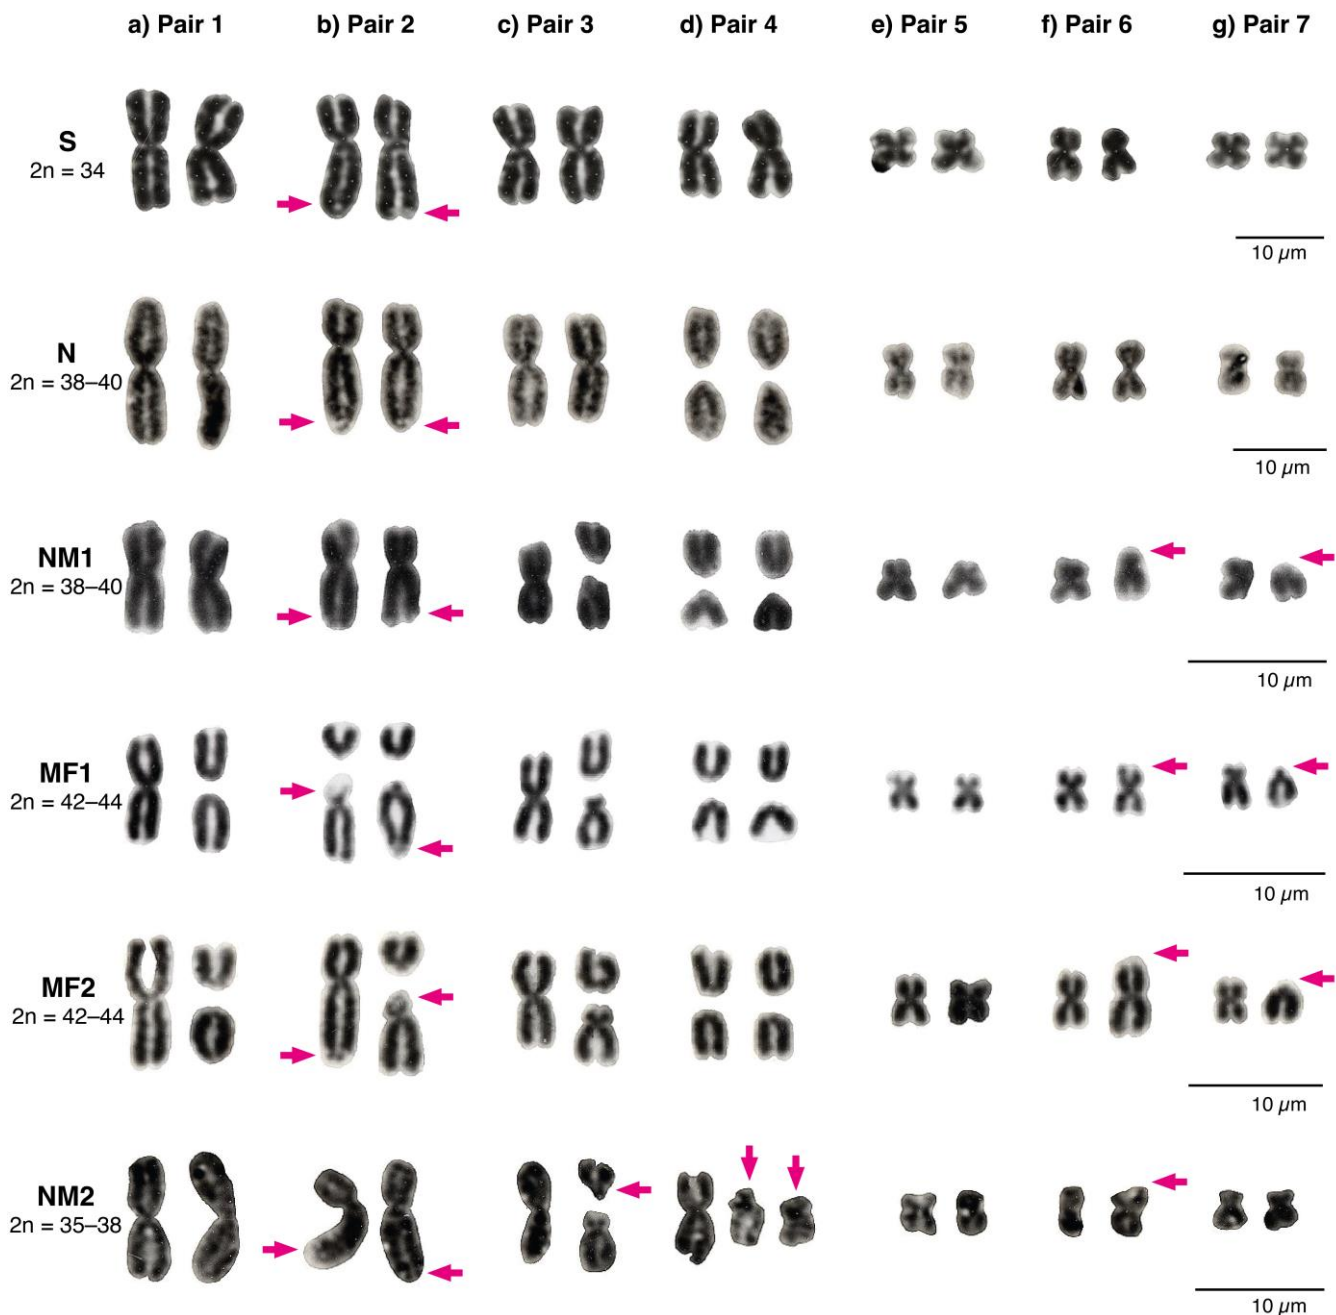 a) Pair 1 b) Pair 2 c) Pair 3 d) Pair 4 e) Pair 5 f) Pair 6 g) Pair 7
S
2n = 34
10 µm
N
2n = 38–40
10 µm
NM1
2n = 38–40
10 µm
MF1
2n = 42–44
10 µm
MF2
2n = 42–44
10 µm
NM2
2n = 35–38
10 µm